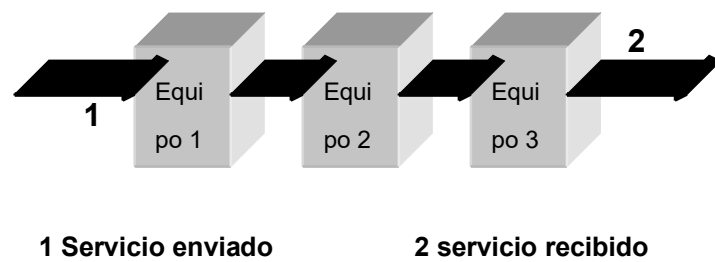 2
Equi
Equi
Equi
1
po 1
po 2
po 3
1 Servicio enviado
2 servicio recibido